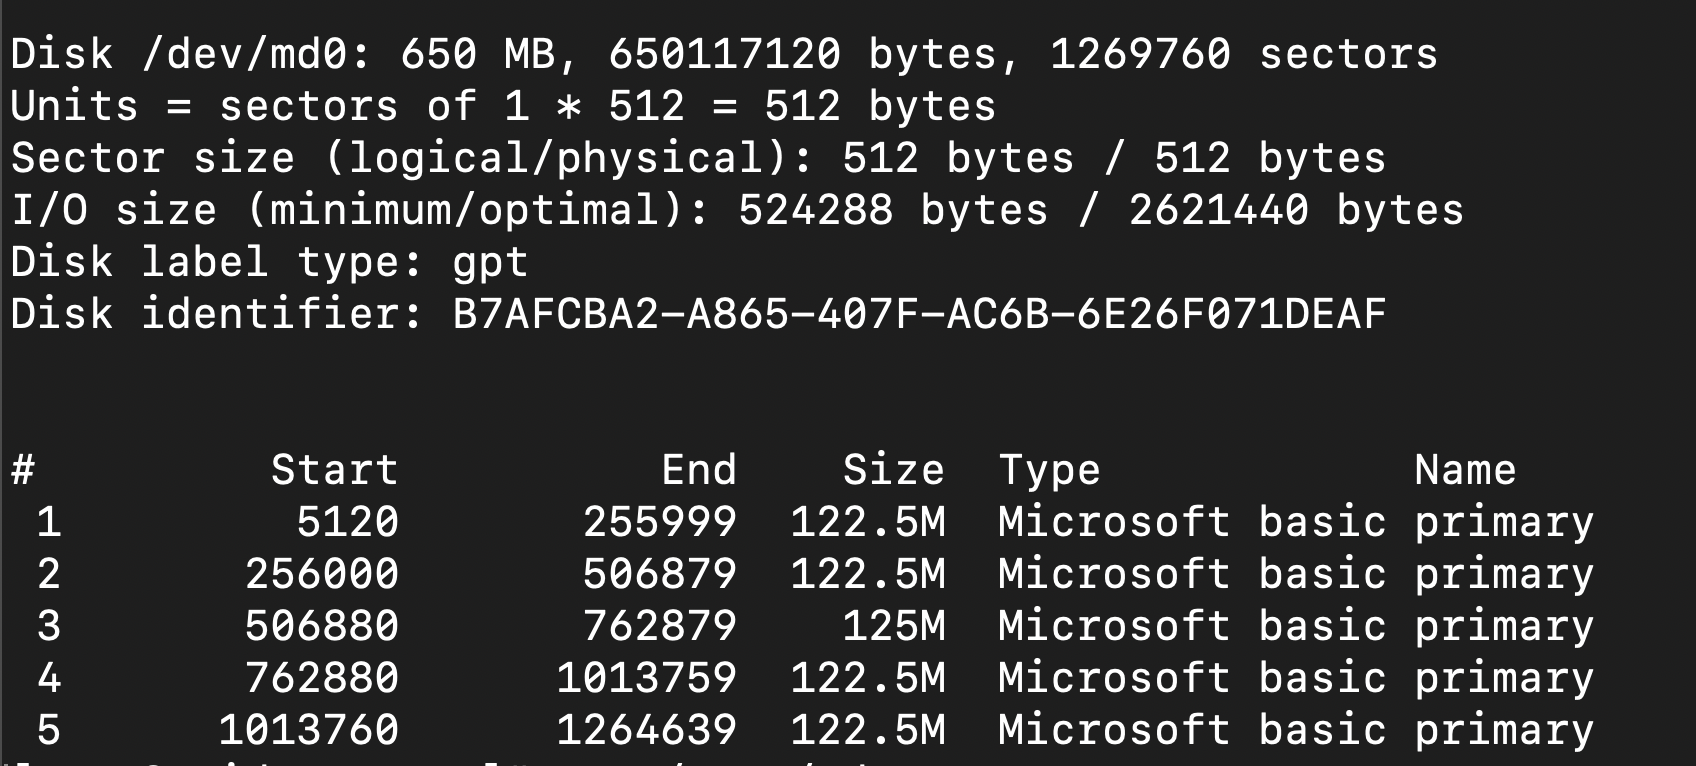 Disk /dev/md0: 650 MB, 650117120 bytes, 1269760 sectors
Units = sectors of 1 * 512 = 512 bytes
Sector size (logical/physical): 512 bytes / 512 bytes
I/O size (minimum/optimal): 524288 bytes / 2621440 bytes
Disk label type: gpt
Disk identifier: B7AFCBA2-A865-407F-AC6B-6E26F071DEAF
#         Start          End    Size  Type            Name
 1         5120       255999  122.5M  Microsoft basic primary
 2       256000       506879  122.5M  Microsoft basic primary
 3       506880       762879    125M  Microsoft basic primary
 4       762880      1013759  122.5M  Microsoft basic primary
 5      1013760      1264639  122.5M  Microsoft basic primary